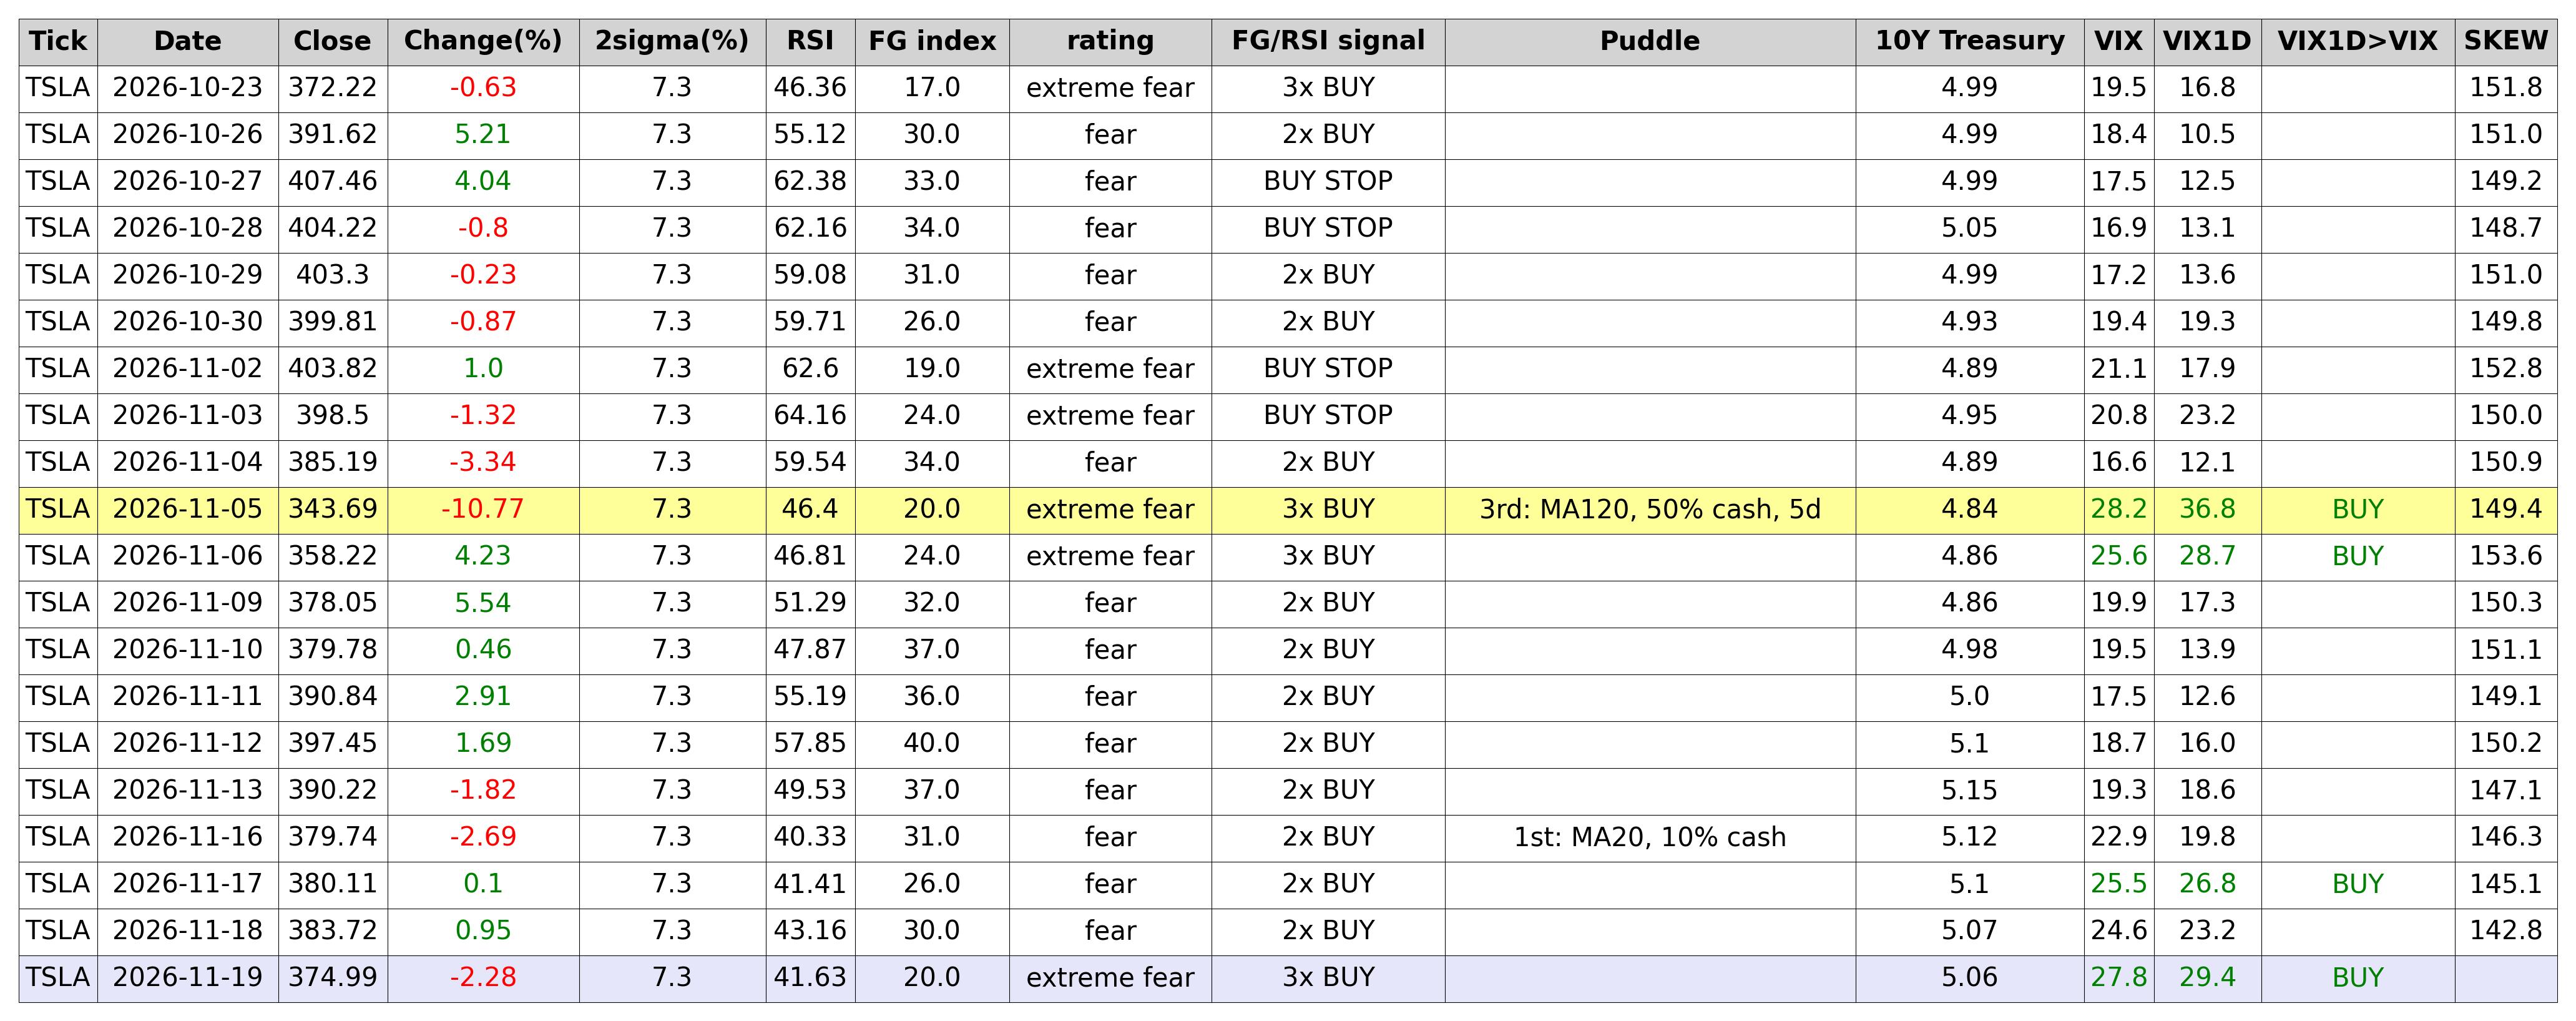 Tick Date Close Change(%) 2sigma(%) RSI FG index rating FG/RSI signal Puddle 10Y Treasury VIX VIX1D VIX1D>VIX SKEW
TSLA 2026-10-23 372.22 -0.63 7.3 46.36 17.0 extreme fear 3x BUY 4.99 19.5 16.8 151.8
TSLA 2026-10-26 391.62 5.21 7.3 55.12 30.0 fear 2x BUY 4.99 18.4 10.5 151.0
TSLA 2026-10-27 407.46 4.04 7.3 62.38 33.0 fear BUY STOP 4.99 17.5 12.5 149.2
TSLA 2026-10-28 404.22 -0.8 7.3 62.16 34.0 fear BUY STOP 5.05 16.9 13.1 148.7
TSLA 2026-10-29 403.3 -0.23 7.3 59.08 31.0 fear 2x BUY 4.99 17.2 13.6 151.0
TSLA 2026-10-30 399.81 -0.87 7.3 59.71 26.0 fear 2x BUY 4.93 19.4 19.3 149.8
TSLA 2026-11-02 403.82 1.0 7.3 62.6 19.0 extreme fear BUY STOP 4.89 21.1 17.9 152.8
TSLA 2026-11-03 398.5 -1.32 7.3 64.16 24.0 extreme fear BUY STOP 4.95 20.8 23.2 150.0
TSLA 2026-11-04 385.19 -3.34 7.3 59.54 34.0 fear 2x BUY 4.89 16.6 12.1 150.9
TSLA 2026-11-05 343.69 -10.77 7.3 46.4 20.0 extreme fear 3x BUY 3rd: MA120, 50% cash, 5d 4.84 28.2 36.8 BUY 149.4
TSLA 2026-11-06 358.22 4.23 7.3 46.81 24.0 extreme fear 3x BUY 4.86 25.6 28.7 BUY 153.6
TSLA 2026-11-09 378.05 5.54 7.3 51.29 32.0 fear 2x BUY 4.86 19.9 17.3 150.3
TSLA 2026-11-10 379.78 0.46 7.3 47.87 37.0 fear 2x BUY 4.98 19.5 13.9 151.1
TSLA 2026-11-11 390.84 2.91 7.3 55.19 36.0 fear 2x BUY 5.0 17.5 12.6 149.1
TSLA 2026-11-12 397.45 1.69 7.3 57.85 40.0 fear 2x BUY 5.1 18.7 16.0 150.2
TSLA 2026-11-13 390.22 -1.82 7.3 49.53 37.0 fear 2x BUY 5.15 19.3 18.6 147.1
TSLA 2026-11-16 379.74 -2.69 7.3 40.33 31.0 fear 2x BUY 1st: MA20, 10% cash 5.12 22.9 19.8 146.3
TSLA 2026-11-17 380.11 0.1 7.3 41.41 26.0 fear 2x BUY 5.1 25.5 26.8 BUY 145.1
TSLA 2026-11-18 383.72 0.95 7.3 43.16 30.0 fear 2x BUY 5.07 24.6 23.2 142.8
TSLA 2026-11-19 374.99 -2.28 7.3 41.63 20.0 extreme fear 3x BUY 5.06 27.8 29.4 BUY